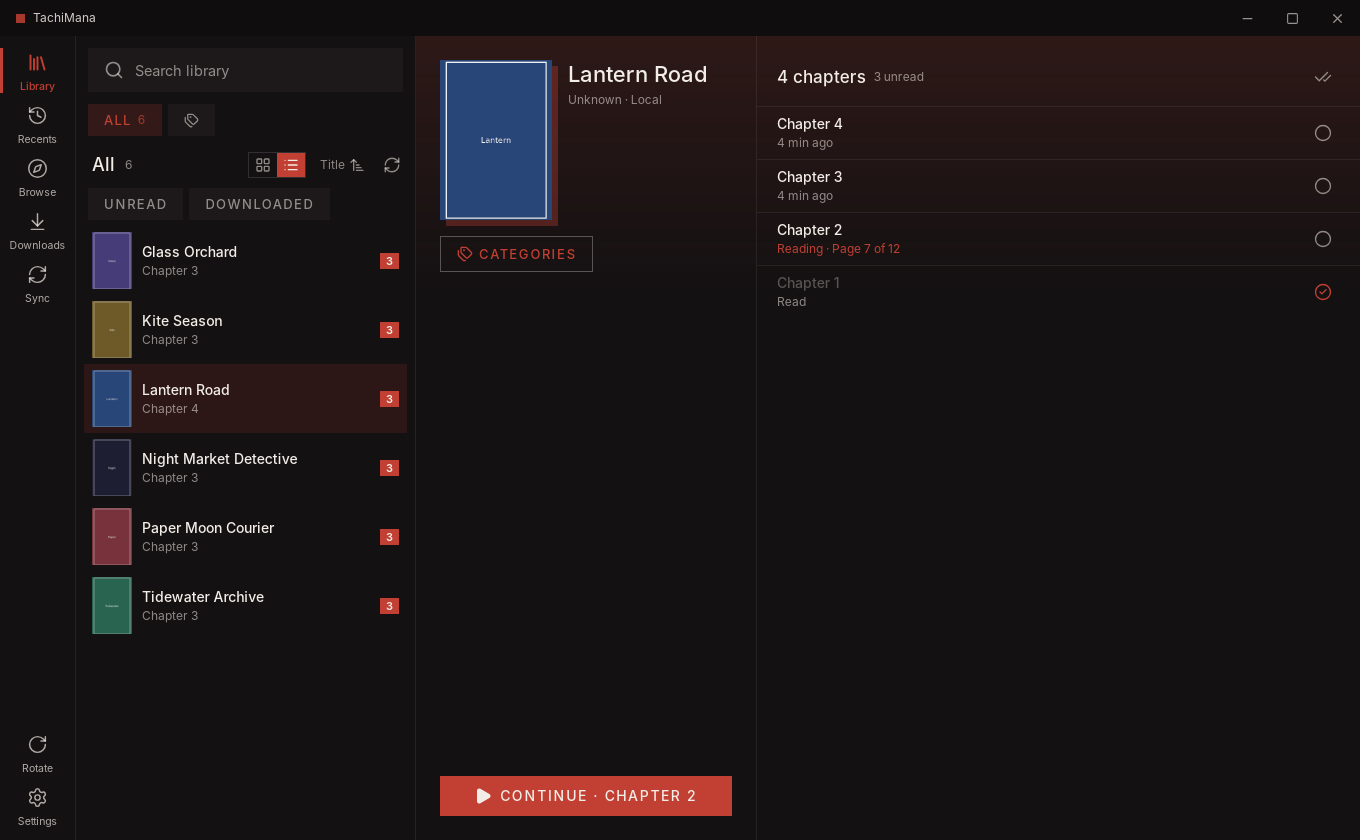 TachiMana
Library
Recents
Browse
Downloads
Sync
Rotate
Settings
Search library
ALL 6
All 6
Title
UNREAD
DOWNLOADED
Glass Orchard
Chapter 3
3
Kite Season
Chapter 3
3
Lantern Road
Chapter 4
3
Night Market Detective
Chapter 3
3
Paper Moon Courier
Chapter 3
3
Tidewater Archive
Chapter 3
3
Lantern
Lantern Road
Unknown · Local
CATEGORIES
CONTINUE · CHAPTER 2
4 chapters 3 unread
Chapter 4
4 min ago
Chapter 3
4 min ago
Chapter 2
Reading · Page 7 of 12
Chapter 1
Read